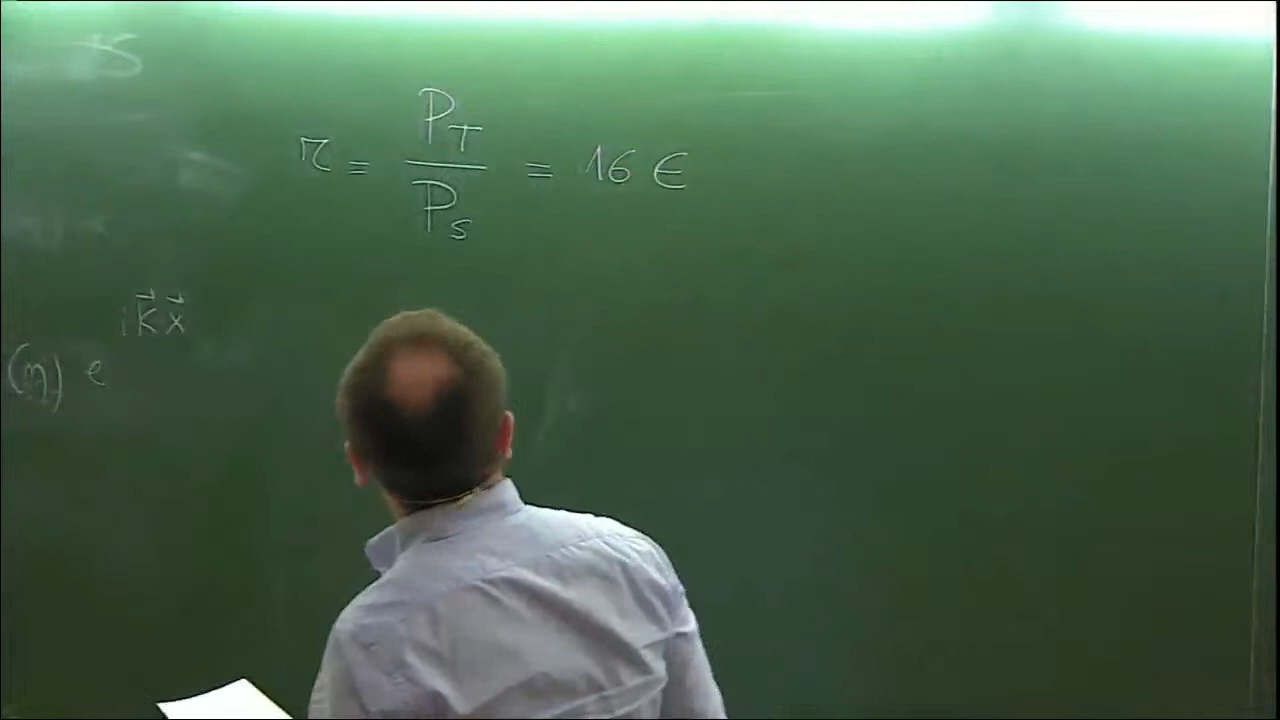 r = P_T / P_S = 16 ϵ
(η) e^{i k⃗ x⃗}